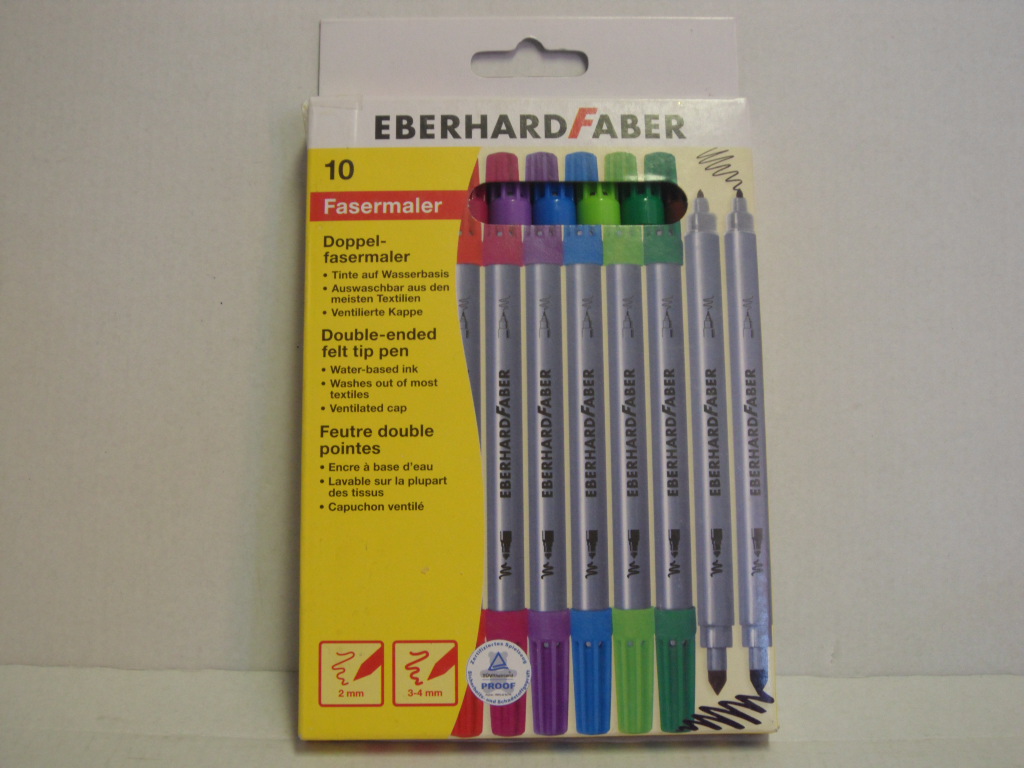 EBERHARDFABER
10
Fasermaler
Doppel-
fasermaler
• Tinte auf Wasserbasis
• Auswaschbar aus den
meisten Textilien
• Ventilierte Kappe
Double-ended
felt tip pen
• Water-based ink
• Washes out of most
textiles
• Ventilated cap
Feutre double
pointes
• Encre à base d'eau
• Lavable sur la plupart
des tissus
• Capuchon ventilé
2 mm
3-4 mm
PROOF
EBERHARDFABER
EBERHARDFABER
EBERHARDFABER
EBERHARDFABER
EBERHARDFABER
EBERHARDFABER
EBERHARDFABER